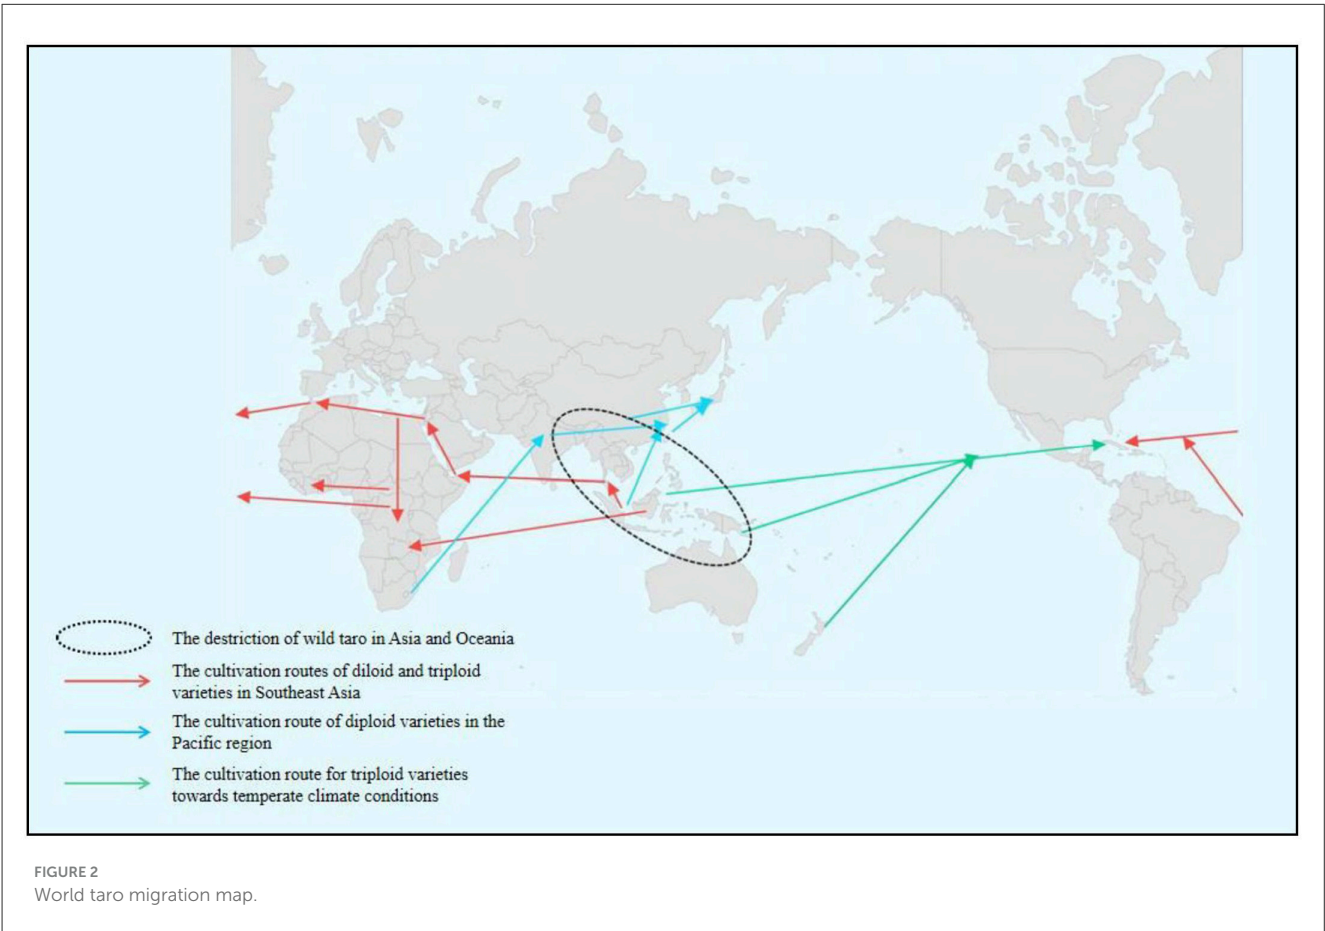 The destriction of wild taro in Asia and Oceania
The cultivation routes of diloid and triploid
varieties in Southeast Asia
The cultivation route of diploid varieties in the
Pacific region
The cultivation route for triploid varieties
towards temperate climate conditions
FIGURE 2
World taro migration map.